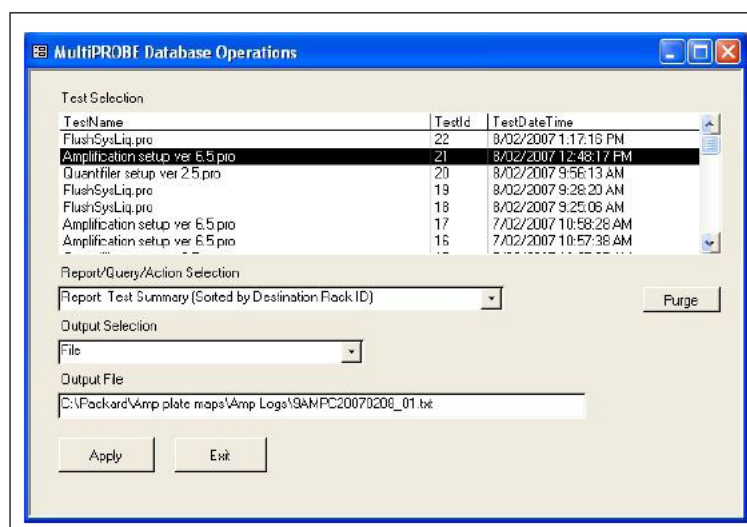 MultiPROBE Database Operations
Test Selection
TestName TestId TestDateTime
FlushSysLiq.pro 22 8/02/2007 1:17:16 PM
Amplification setup ver 6.5.pro 21 8/02/2007 12:48:17 PM
Quantifiler setup ver 2.5.pro 20 8/02/2007 9:56:13 AM
FlushSysLiq.pro 19 8/02/2007 9:28:20 AM
FlushSysLiq.pro 18 8/02/2007 9:25:06 AM
Amplification setup ver 6.5.pro 17 7/02/2007 10:58:28 AM
Amplification setup ver 6.5.pro 16 7/02/2007 10:57:38 AM
Report/Query/Action Selection
Report: Test Summary (Sorted by Destination Rack ID)
Purge
Output Selection
File
Output File
C:\Packard\Amp plate maps\Amp Logs\9AMPC20070208_01.txt
Apply Exit